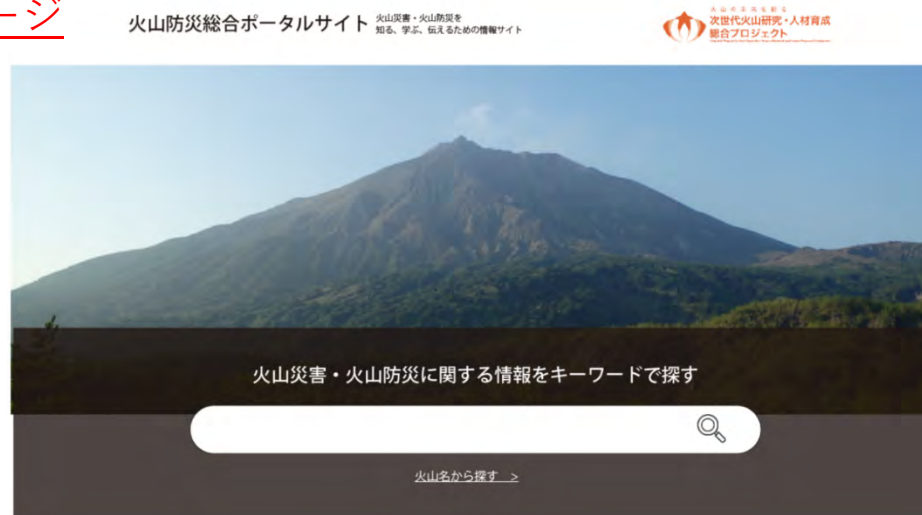 ージ
火山防災総合ポータルサイト
火山災害・火山防災を
知る、学ぶ、伝えるための情報サイト
次世代火山研究・人材育成
総合プロジェクト
火山災害・火山防災に関する情報をキーワードで探す
火山名から探す >